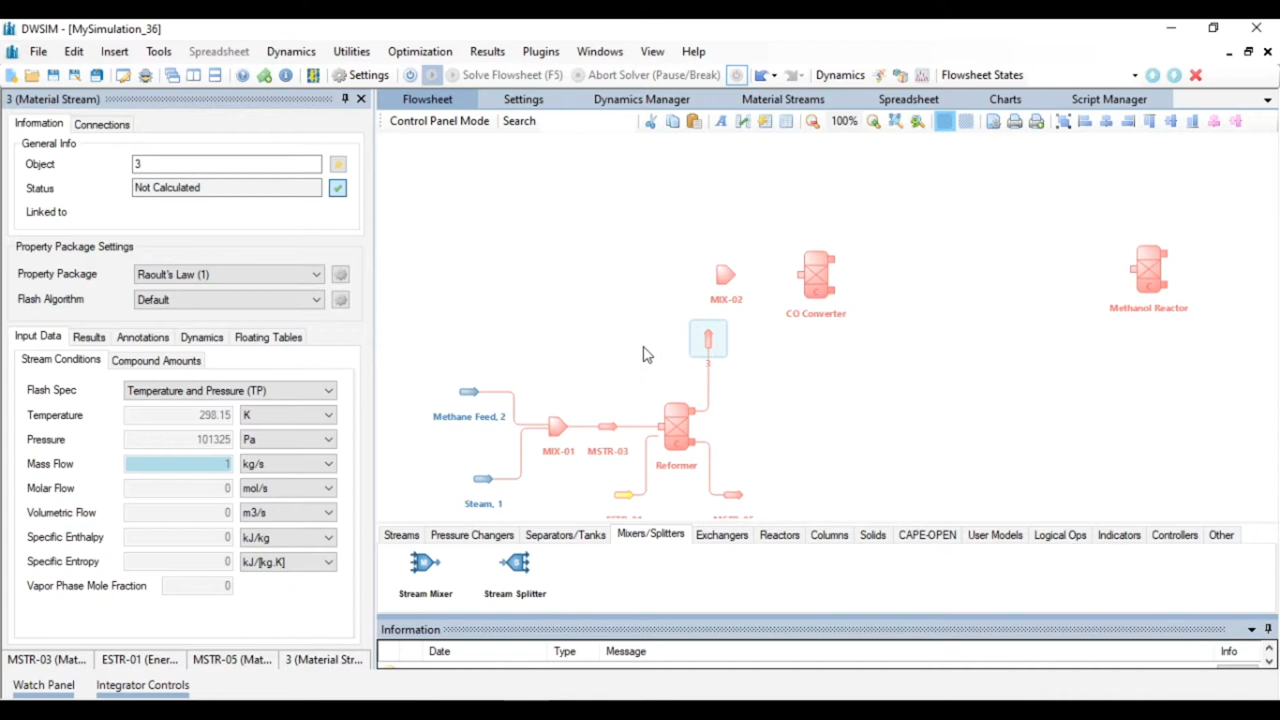 DWSIM - [MySimulation_36]
File Edit Insert Tools Spreadsheet Dynamics Utilities Optimization Results Plugins Windows View Help
Settings Solve Flowsheet (F5) Abort Solver (Pause/Break) Dynamics Flowsheet States
3 (Material Stream)
Flowsheet Settings Dynamics Manager Material Streams Spreadsheet Charts Script Manager
Control Panel Mode Search 100%
Information Connections
General Info
Object 3
Status Not Calculated
Linked to
Property Package Settings
Property Package Raoult's Law (1)
Flash Algorithm Default
Input Data Results Annotations Dynamics Floating Tables
Stream Conditions Compound Amounts
Flash Spec Temperature and Pressure (TP)
Temperature 298.15 K
Pressure 101325 Pa
Mass Flow 1 kg/s
Molar Flow 0 mol/s
Volumetric Flow 0 m3/s
Specific Enthalpy 0 kJ/kg
Specific Entropy 0 kJ/[kg.K]
Vapor Phase Mole Fraction 0
MSTR-03 (Mat... ESTR-01 (Ener... MSTR-05 (Mat... 3 (Material Str...
Watch Panel Integrator Controls
MIX-02
CO Converter
Methanol Reactor
3
Methane Feed, 2
MIX-01
MSTR-03
Reformer
Steam, 1
Streams Pressure Changers Separators/Tanks Mixers/Splitters Exchangers Reactors Columns Solids CAPE-OPEN User Models Logical Ops Indicators Controllers Other
Stream Mixer Stream Splitter
Information
Date Type Message Info